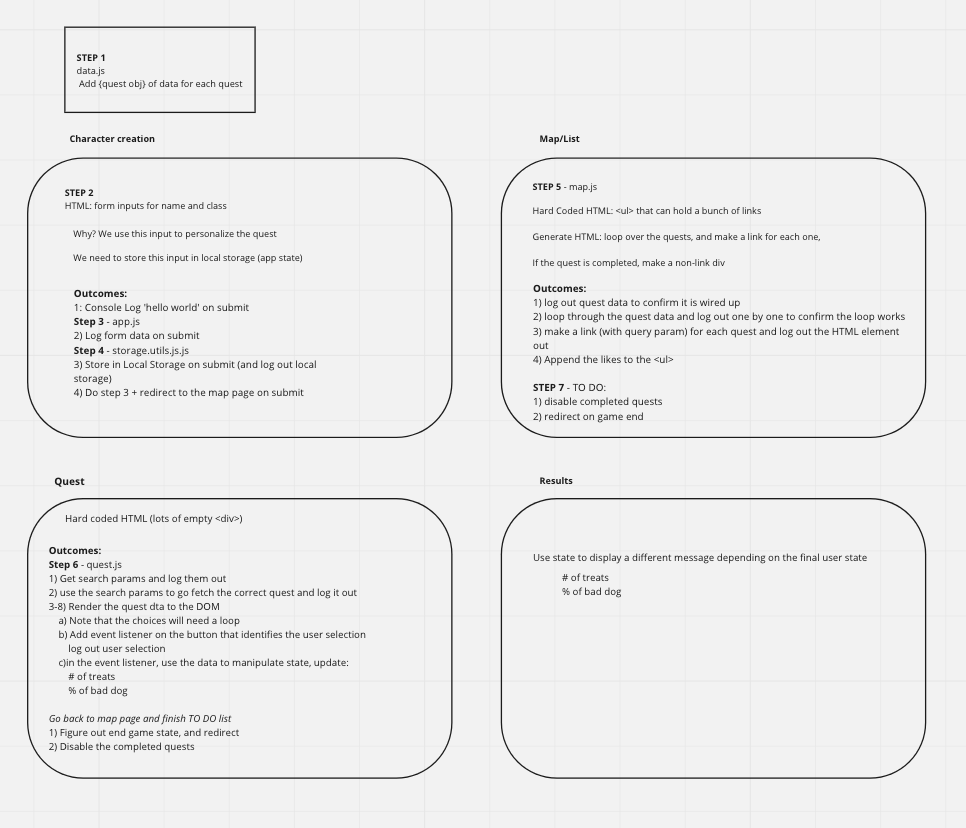 STEP 1
data.js
Add {quest obj} of data for each quest
Character creation
STEP 2
HTML: form inputs for name and class
Why? We use this input to personalize the quest
We need to store this input in local storage (app state)
Outcomes:
1: Console Log 'hello world' on submit
Step 3 - app.js
2) Log form data on submit
Step 4 - storage.utils.js.js
3) Store in Local Storage on submit (and log out local
storage)
4) Do step 3 + redirect to the map page on submit
Map/List
STEP 5 - map.js
Hard Coded HTML: <ul> that can hold a bunch of links
Generate HTML: loop over the quests, and make a link for each one,
If the quest is completed, make a non-link div
Outcomes:
1) log out quest data to confirm it is wired up
2) loop through the quest data and log out one by one to confirm the loop works
3) make a link (with query param) for each quest and log out the HTML element
out
4) Append the likes to the <ul>
STEP 7 - TO DO:
1) disable completed quests
2) redirect on game end
Quest
Hard coded HTML (lots of empty <div>)
Outcomes:
Step 6 - quest.js
1) Get search params and log them out
2) use the search params to go fetch the correct quest and log it out
3-8) Render the quest dta to the DOM
a) Note that the choices will need a loop
b) Add event listener on the button that identifies the user selection
log out user selection
c)in the event listener, use the data to manipulate state, update:
# of treats
% of bad dog
Go back to map page and finish TO DO list
1) Figure out end game state, and redirect
2) Disable the completed quests
Results
Use state to display a different message depending on the final user state
# of treats
% of bad dog